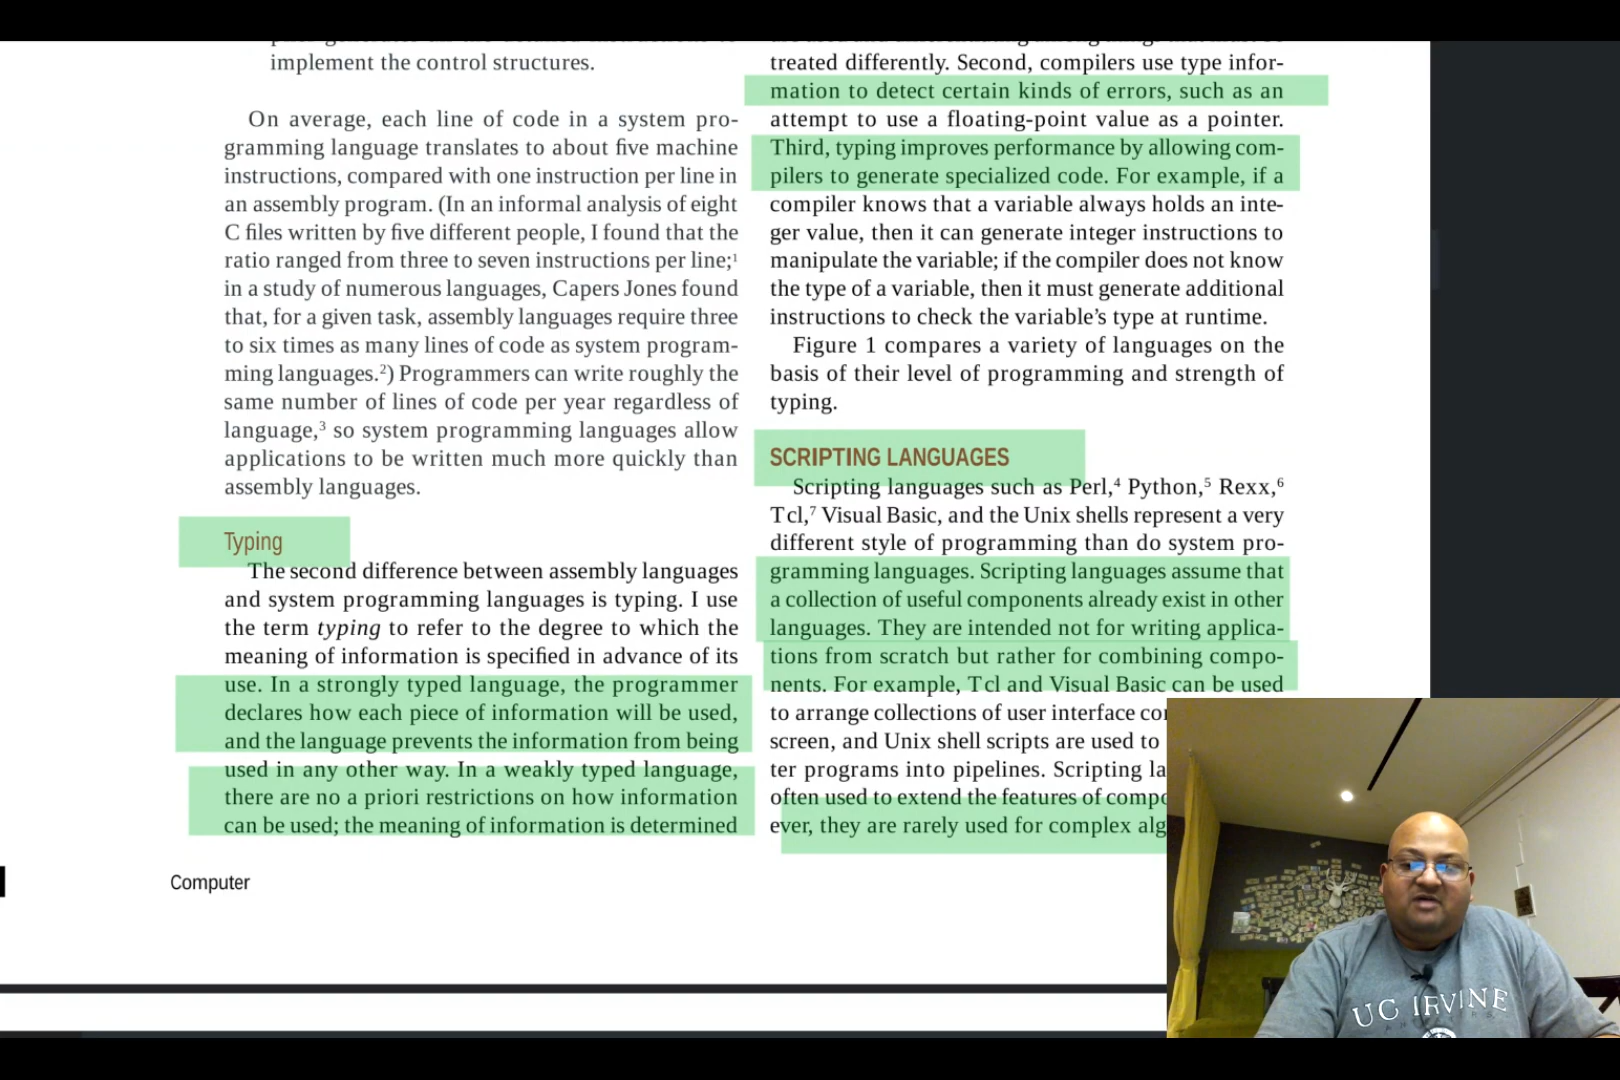 implement the control structures.
On average, each line of code in a system pro-
gramming language translates to about five machine
instructions, compared with one instruction per line in
an assembly program. (In an informal analysis of eight
C files written by five different people, I found that the
ratio ranged from three to seven instructions per line;¹
in a study of numerous languages, Capers Jones found
that, for a given task, assembly languages require three
to six times as many lines of code as system program-
ming languages.²) Programmers can write roughly the
same number of lines of code per year regardless of
language,³ so system programming languages allow
applications to be written much more quickly than
assembly languages.
Typing
The second difference between assembly languages
and system programming languages is typing. I use
the term typing to refer to the degree to which the
meaning of information is specified in advance of its
use. In a strongly typed language, the programmer
declares how each piece of information will be used,
and the language prevents the information from being
used in any other way. In a weakly typed language,
there are no a priori restrictions on how information
can be used; the meaning of information is determined
Computer
treated differently. Second, compilers use type infor-
mation to detect certain kinds of errors, such as an
attempt to use a floating-point value as a pointer.
Third, typing improves performance by allowing com-
pilers to generate specialized code. For example, if a
compiler knows that a variable always holds an inte-
ger value, then it can generate integer instructions to
manipulate the variable; if the compiler does not know
the type of a variable, then it must generate additional
instructions to check the variable’s type at runtime.
Figure 1 compares a variety of languages on the
basis of their level of programming and strength of
typing.
SCRIPTING LANGUAGES
Scripting languages such as Perl,⁴ Python,⁵ Rexx,⁶
Tcl,⁷ Visual Basic, and the Unix shells represent a very
different style of programming than do system pro-
gramming languages. Scripting languages assume that
a collection of useful components already exist in other
languages. They are intended not for writing applica-
tions from scratch but rather for combining compo-
nents. For example, Tcl and Visual Basic can be used
to arrange collections of user interface
screen, and Unix shell scripts are used to
ter programs into pipelines. Scripting
often used to extend the features of
ever, they are rarely used for complex
UC IRVINE